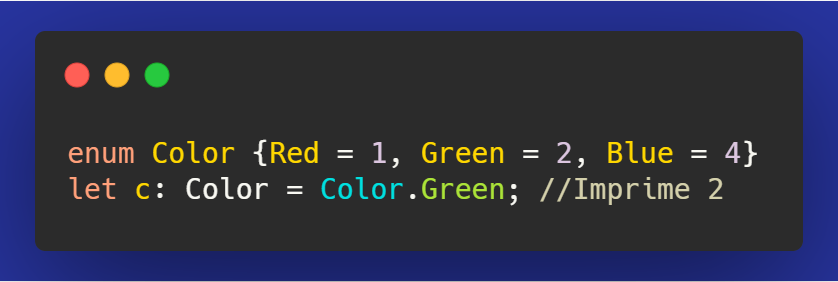 enum Color {Red = 1, Green = 2, Blue = 4}
let c: Color = Color.Green; //Imprime 2